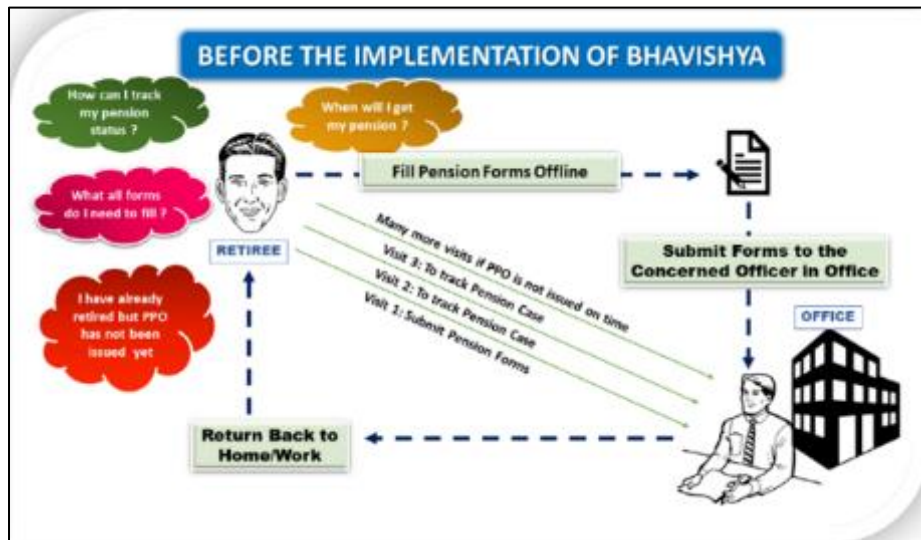 BEFORE THE IMPLEMENTATION OF BHAVISHYA
How can I track
my pension
status ?
When will I get
my pension ?
What all forms
do I need to fill ?
I have already
retired but PPO
has not been
issued yet
RETIREE
Fill Pension Forms Offline
Submit Forms to the
Concerned Officer in Office
OFFICE
Many more visits if PPO is not issued on time
Visit 3: To track Pension Case
Visit 2: To track Pension Case
Visit 1: Submit Pension Forms
Return Back to
Home/Work